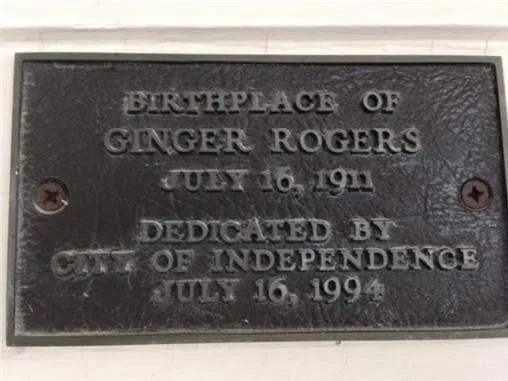 BIRTHPLACE OF
GINGER ROGERS
JULY 16, 1911
DEDICATED BY
CITY OF INDEPENDENCE
JULY 16, 1994